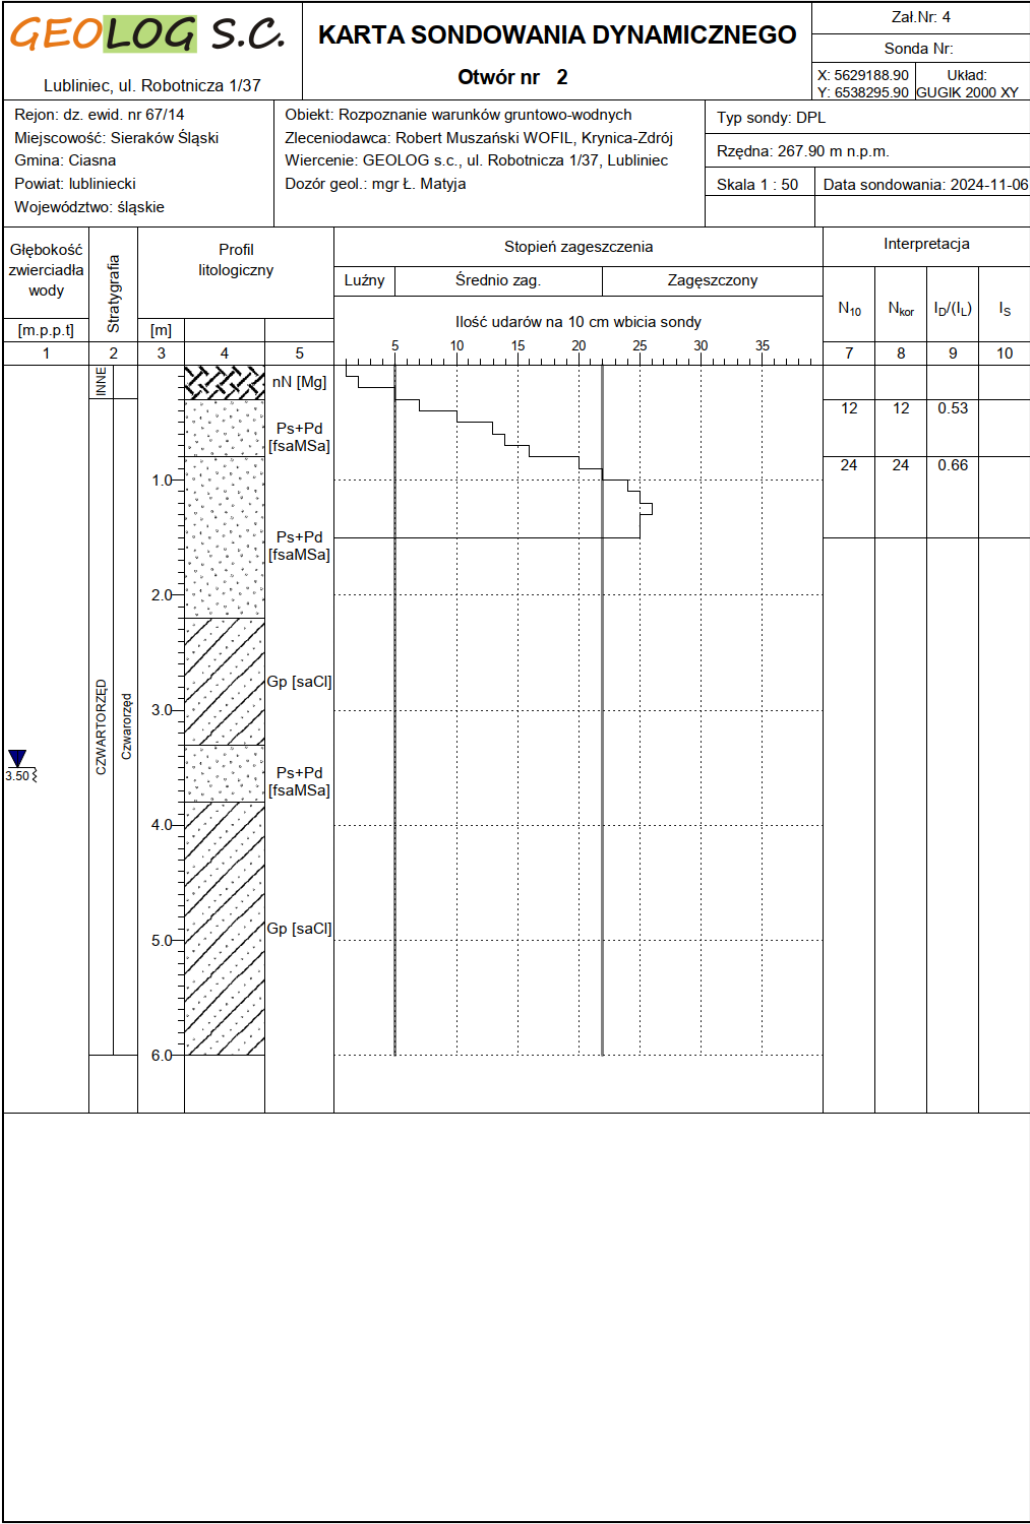 GEOLOG S.C.
Lubliniec, ul. Robotnicza 1/37
KARTA SONDOWANIA DYNAMICZNEGO
Otwór nr 2
Zał.Nr: 4
Sonda Nr:
X: 5629188.90
Y: 6538295.90
Układ:
GUGIK 2000 XY
Rejon: dz. ewid. nr 67/14
Miejscowość: Sieraków Śląski
Gmina: Ciasna
Powiat: lubliniecki
Województwo: śląskie
Obiekt: Rozpoznanie warunków gruntowo-wodnych
Zleceniodawca: Robert Muszański WOFIL, Krynica-Zdrój
Wiercenie: GEOLOG s.c., ul. Robotnicza 1/37, Lubliniec
Dozór geol.: mgr Ł. Matyja
Typ sondy: DPL
Rzędna: 267.90 m n.p.m.
Skala 1 : 50
Data sondowania: 2024-11-06
Głębokość
zwierciadła
wody
[m.p.p.t]
Stratygrafia
Profil
litologiczny
[m]
Stopień zageszczenia
Luźny
Średnio zag.
Zagęszczony
Ilość udarów na 10 cm wbicia sondy
5 10 15 20 25 30 35
Interpretacja
N10 Nkor ID/(IL) IS
1 2 3 4 5 7 8 9 10
INNE
nN [Mg]
Ps+Pd
[fsaMSa]
12 12 0.53
24 24 0.66
1.0
Ps+Pd
[fsaMSa]
2.0
Gp [saCl]
CZWARTORZĘD
Czwarorzęd
3.0
3.50
Ps+Pd
[fsaMSa]
4.0
Gp [saCl]
5.0
6.0